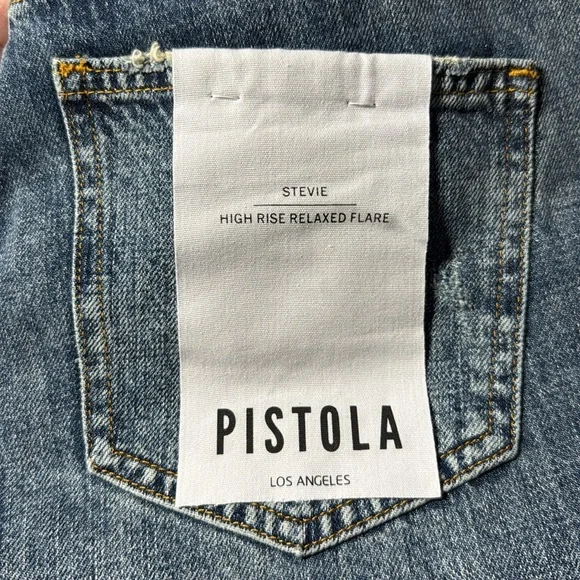 STEVIE
HIGH RISE RELAXED FLARE
PISTOLA
LOS ANGELES